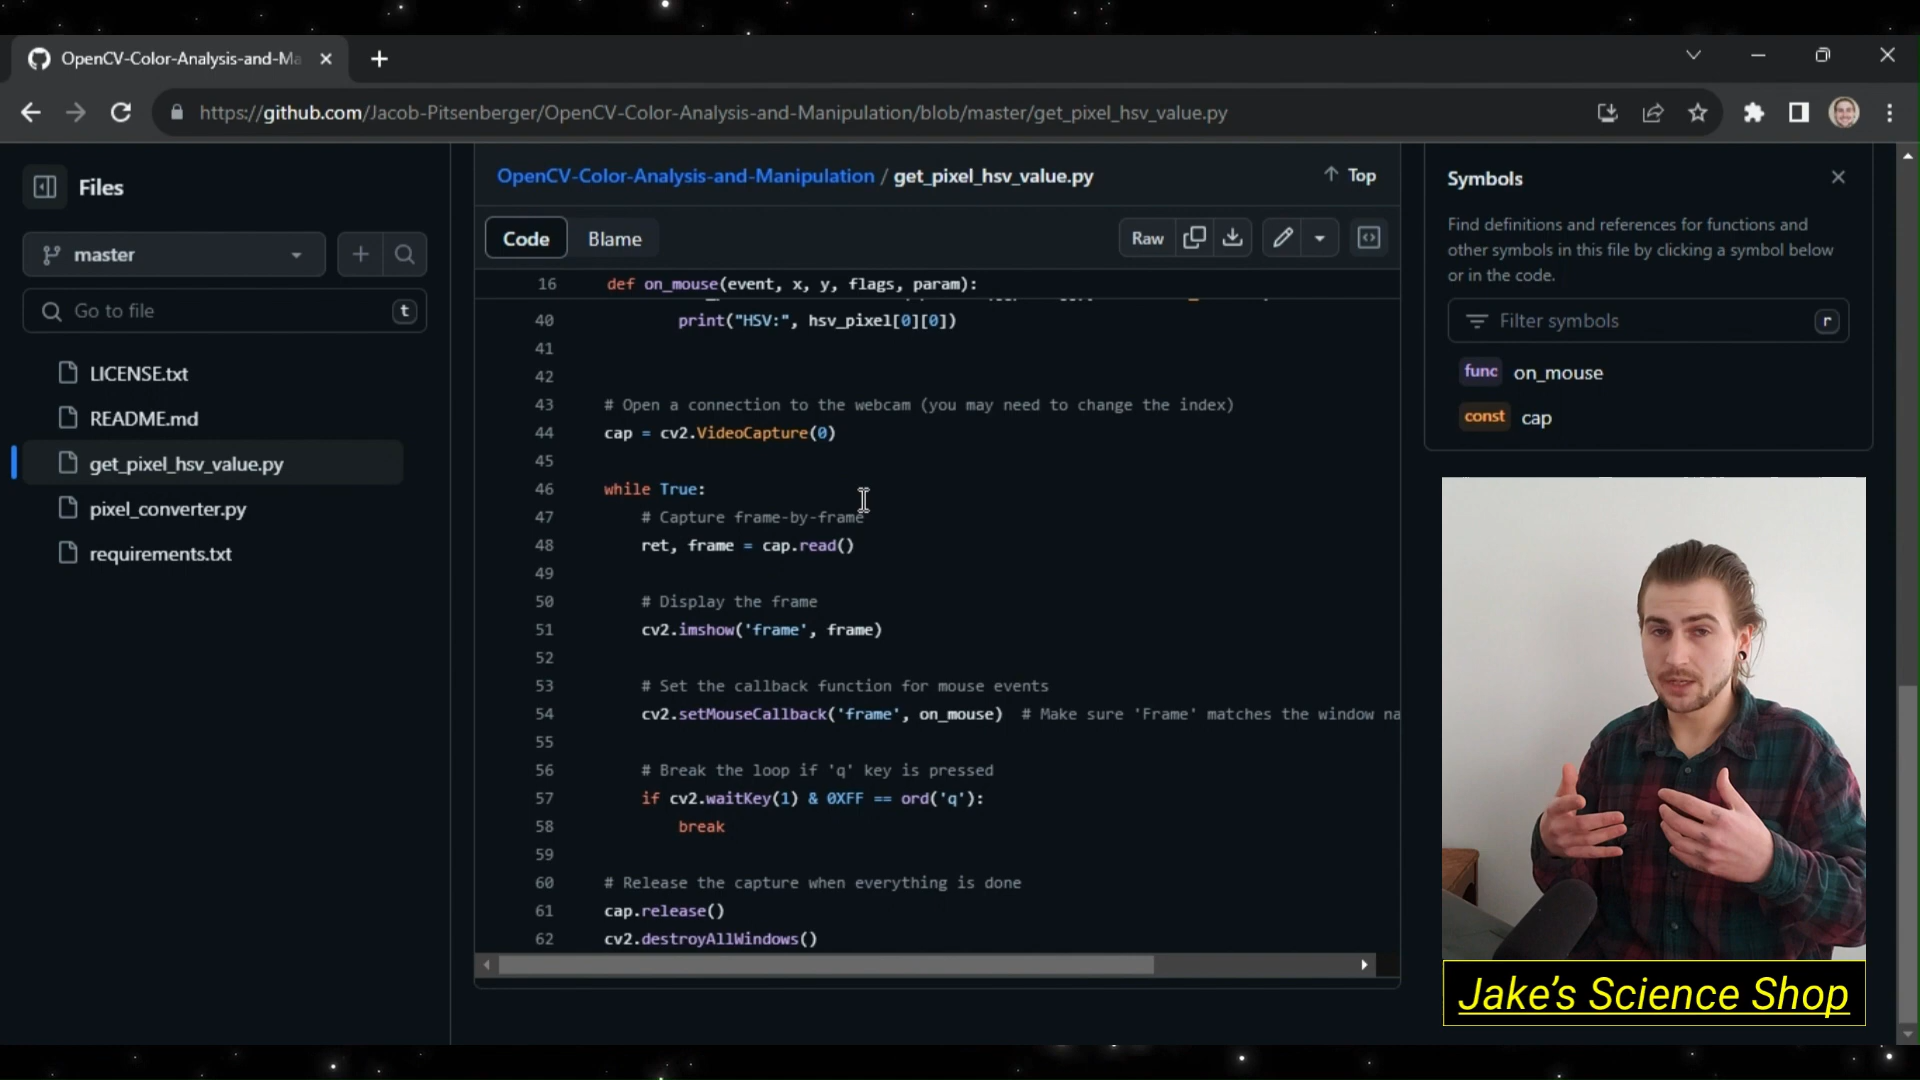 OpenCV-Color-Analysis-and-Ma
https://github.com/Jacob-Pitsenberger/OpenCV-Color-Analysis-and-Manipulation/blob/master/get_pixel_hsv_value.py
Files
master
Go to file
t
LICENSE.txt
README.md
get_pixel_hsv_value.py
pixel_converter.py
requirements.txt
OpenCV-Color-Analysis-and-Manipulation / get_pixel_hsv_value.py
Top
Code
Blame
Raw
16 def on_mouse(event, x, y, flags, param):
40 print("HSV:", hsv_pixel[0][0])
41
42
43 # Open a connection to the webcam (you may need to change the index)
44 cap = cv2.VideoCapture(0)
45
46 while True:
47 # Capture frame-by-frame
48 ret, frame = cap.read()
49
50 # Display the frame
51 cv2.imshow('frame', frame)
52
53 # Set the callback function for mouse events
54 cv2.setMouseCallback('frame', on_mouse) # Make sure 'Frame' matches the window na
55
56 # Break the loop if 'q' key is pressed
57 if cv2.waitKey(1) & 0XFF == ord('q'):
58 break
59
60 # Release the capture when everything is done
61 cap.release()
62 cv2.destroyAllWindows()
Symbols
Find definitions and references for functions and
other symbols in this file by clicking a symbol below
or in the code.
Filter symbols
r
func on_mouse
const cap
Jake's Science Shop